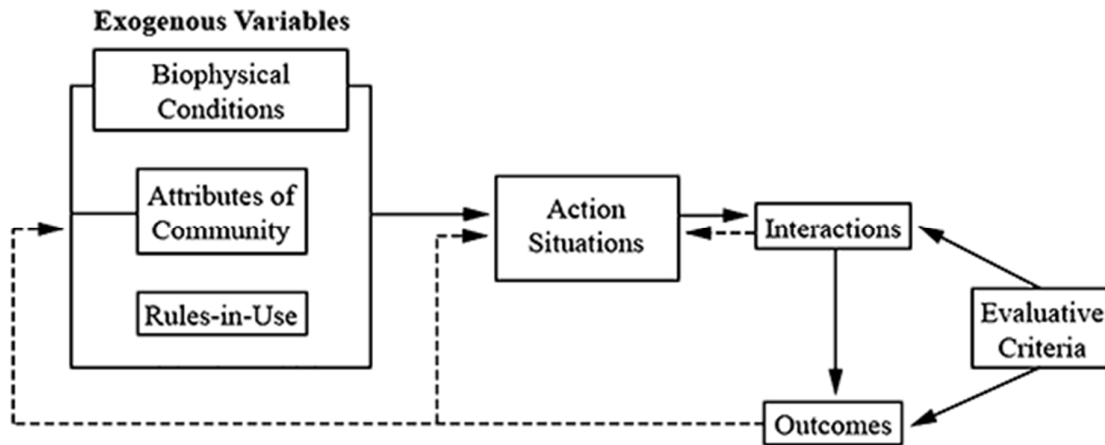 Exogenous Variables
Biophysical
Conditions
Attributes of
Community
Rules-in-Use
Action
Situations
Interactions
Evaluative
Criteria
Outcomes